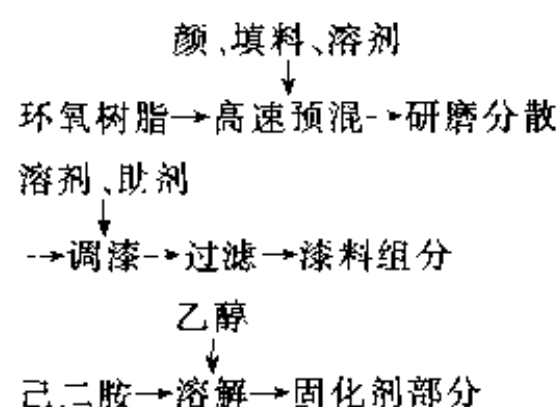 颜、填料、溶剂
环氧树脂→高速预混→研磨分散
溶剂、助剂
→调漆→过滤→漆料组分
乙醇
己二胺→溶解→固化剂部分